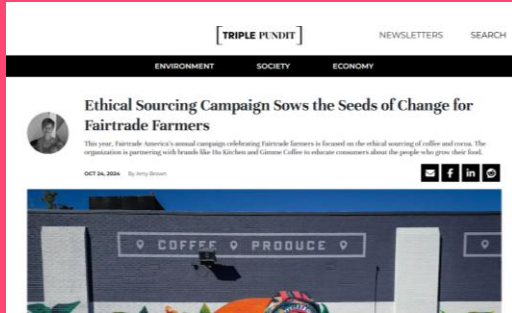 [TRIPLE PUNDIT]
NEWSLETTERS SEARCH
ENVIRONMENT SOCIETY ECONOMY
Ethical Sourcing Campaign Sows the Seeds of Change for
Fairtrade Farmers
This year, Fairtrade America's annual campaign celebrating Fairtrade farmers is focused on the ethical sourcing of coffee and cocoa. The
organization is partnering with brands like Hu Kitchen and Gimme Coffee to educate consumers about the people who grow their food.
OCT 24, 2024 By Amy Brown
COFFEE PRODUCE